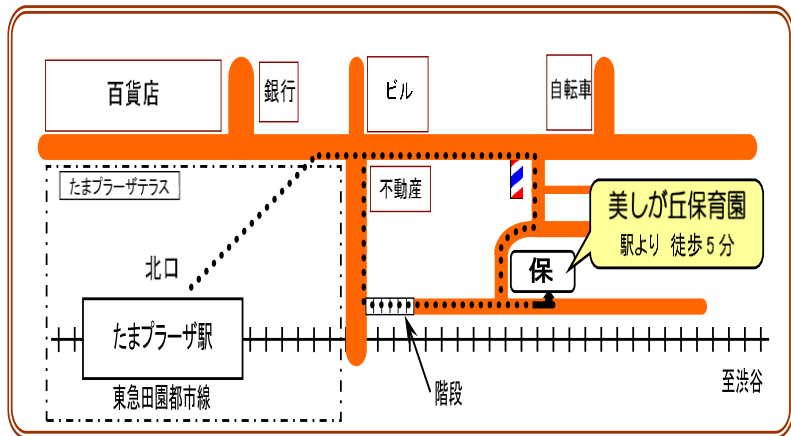 百貨店
銀行
ビル
自転車
たまプラーザテラス
不動産
美しが丘保育園
駅より 徒歩5分
北口
保
たまプラーザ駅
階段
至渋谷
東急田園都市線